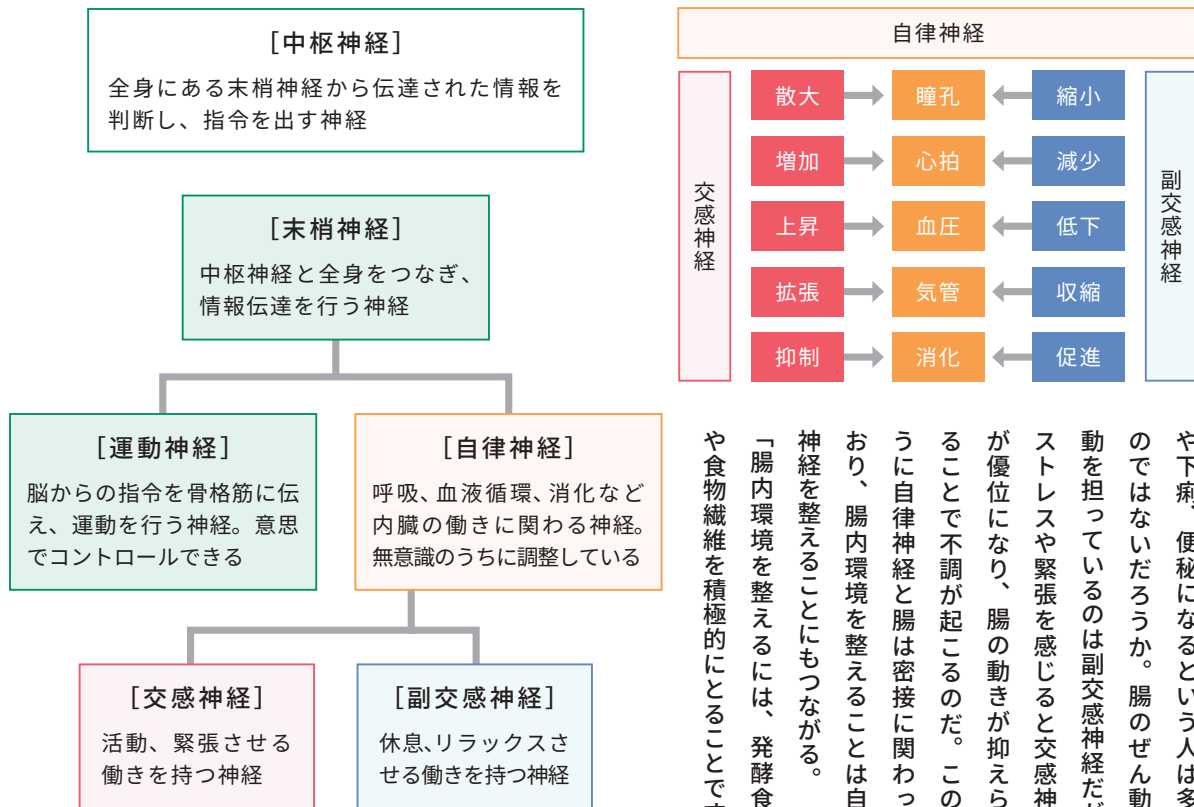 [中枢神経]
全身にある末梢神経から伝達された情報を
判断し、指令を出す神経
[末梢神経]
中枢神経と全身をつなぎ、
情報伝達を行う神経
[運動神経]
脳からの指令を骨格筋に伝
え、運動を行う神経。意思
でコントロールできる
[自律神経]
呼吸、血液循環、消化など
内臓の働きに関わる神経。
無意識のうちに調整している
[交感神経]
活動、緊張させる
働きを持つ神経
[副交感神経]
休息、リラックスさ
せる働きを持つ神経
自律神経
交感神経
副交感神経
散大 瞳孔 縮小
増加 心拍 減少
上昇 血圧 低下
拡張 気管 収縮
抑制 消化 促進
や下痢、便秘になるという人は多
のではないだろうか。腸のぜん動
動を担っているのは副交感神経だが
ストレスや緊張を感じると交感神
が優位になり、腸の動きが抑えら
ることで不調が起こるのだ。この
うに自律神経と腸は密接に関わっ
おり、腸内環境を整えることは自
神経を整えることにもつながる。
「腸内環境を整えるには、発酵食
や食物繊維を積極的にとることで